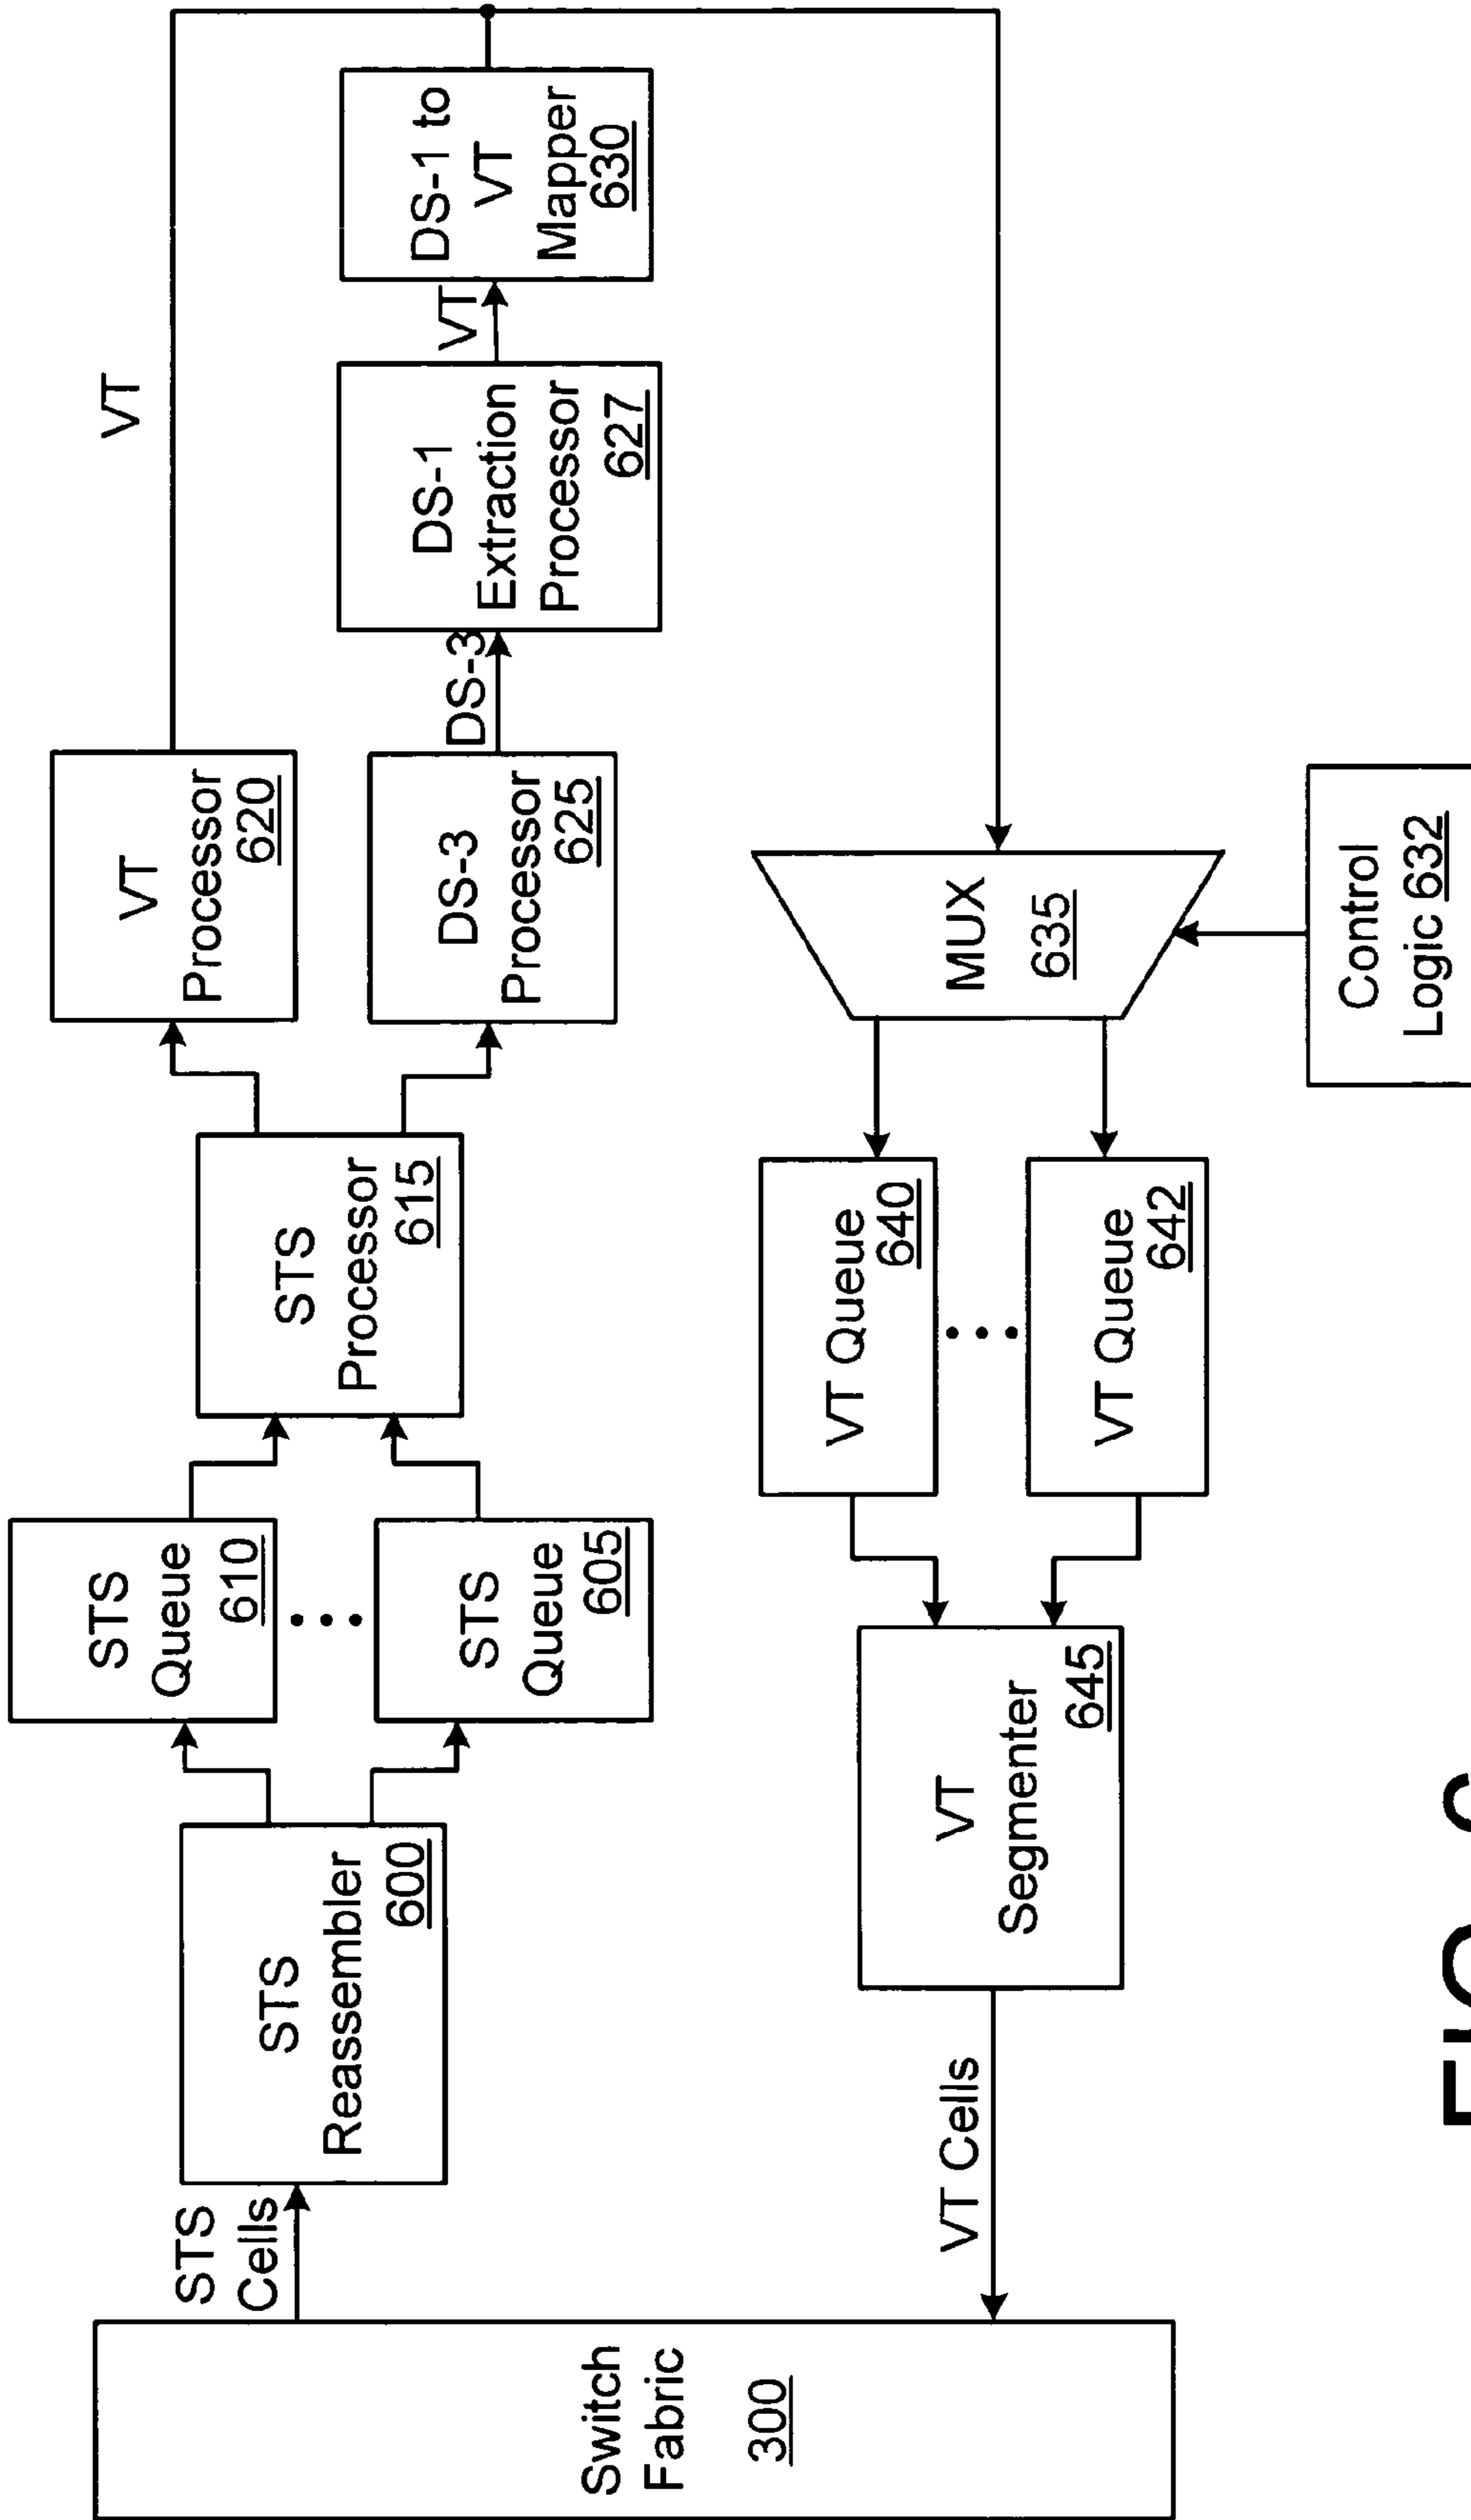 Switch
Fabric
300
STS
Cells
STS
Reassembler
600
STS
Queue
610
STS
Queue
605
STS
Processor
615
VT
Processor
620
DS-3
Processor
625
DS-3
DS-1
Extraction
Processor
627
VT
DS-1 to
VT
Mapper
630
VT
MUX
635
Control
Logic 632
VT Queue
640
VT Queue
642
VT
Segmenter
645
VT Cells